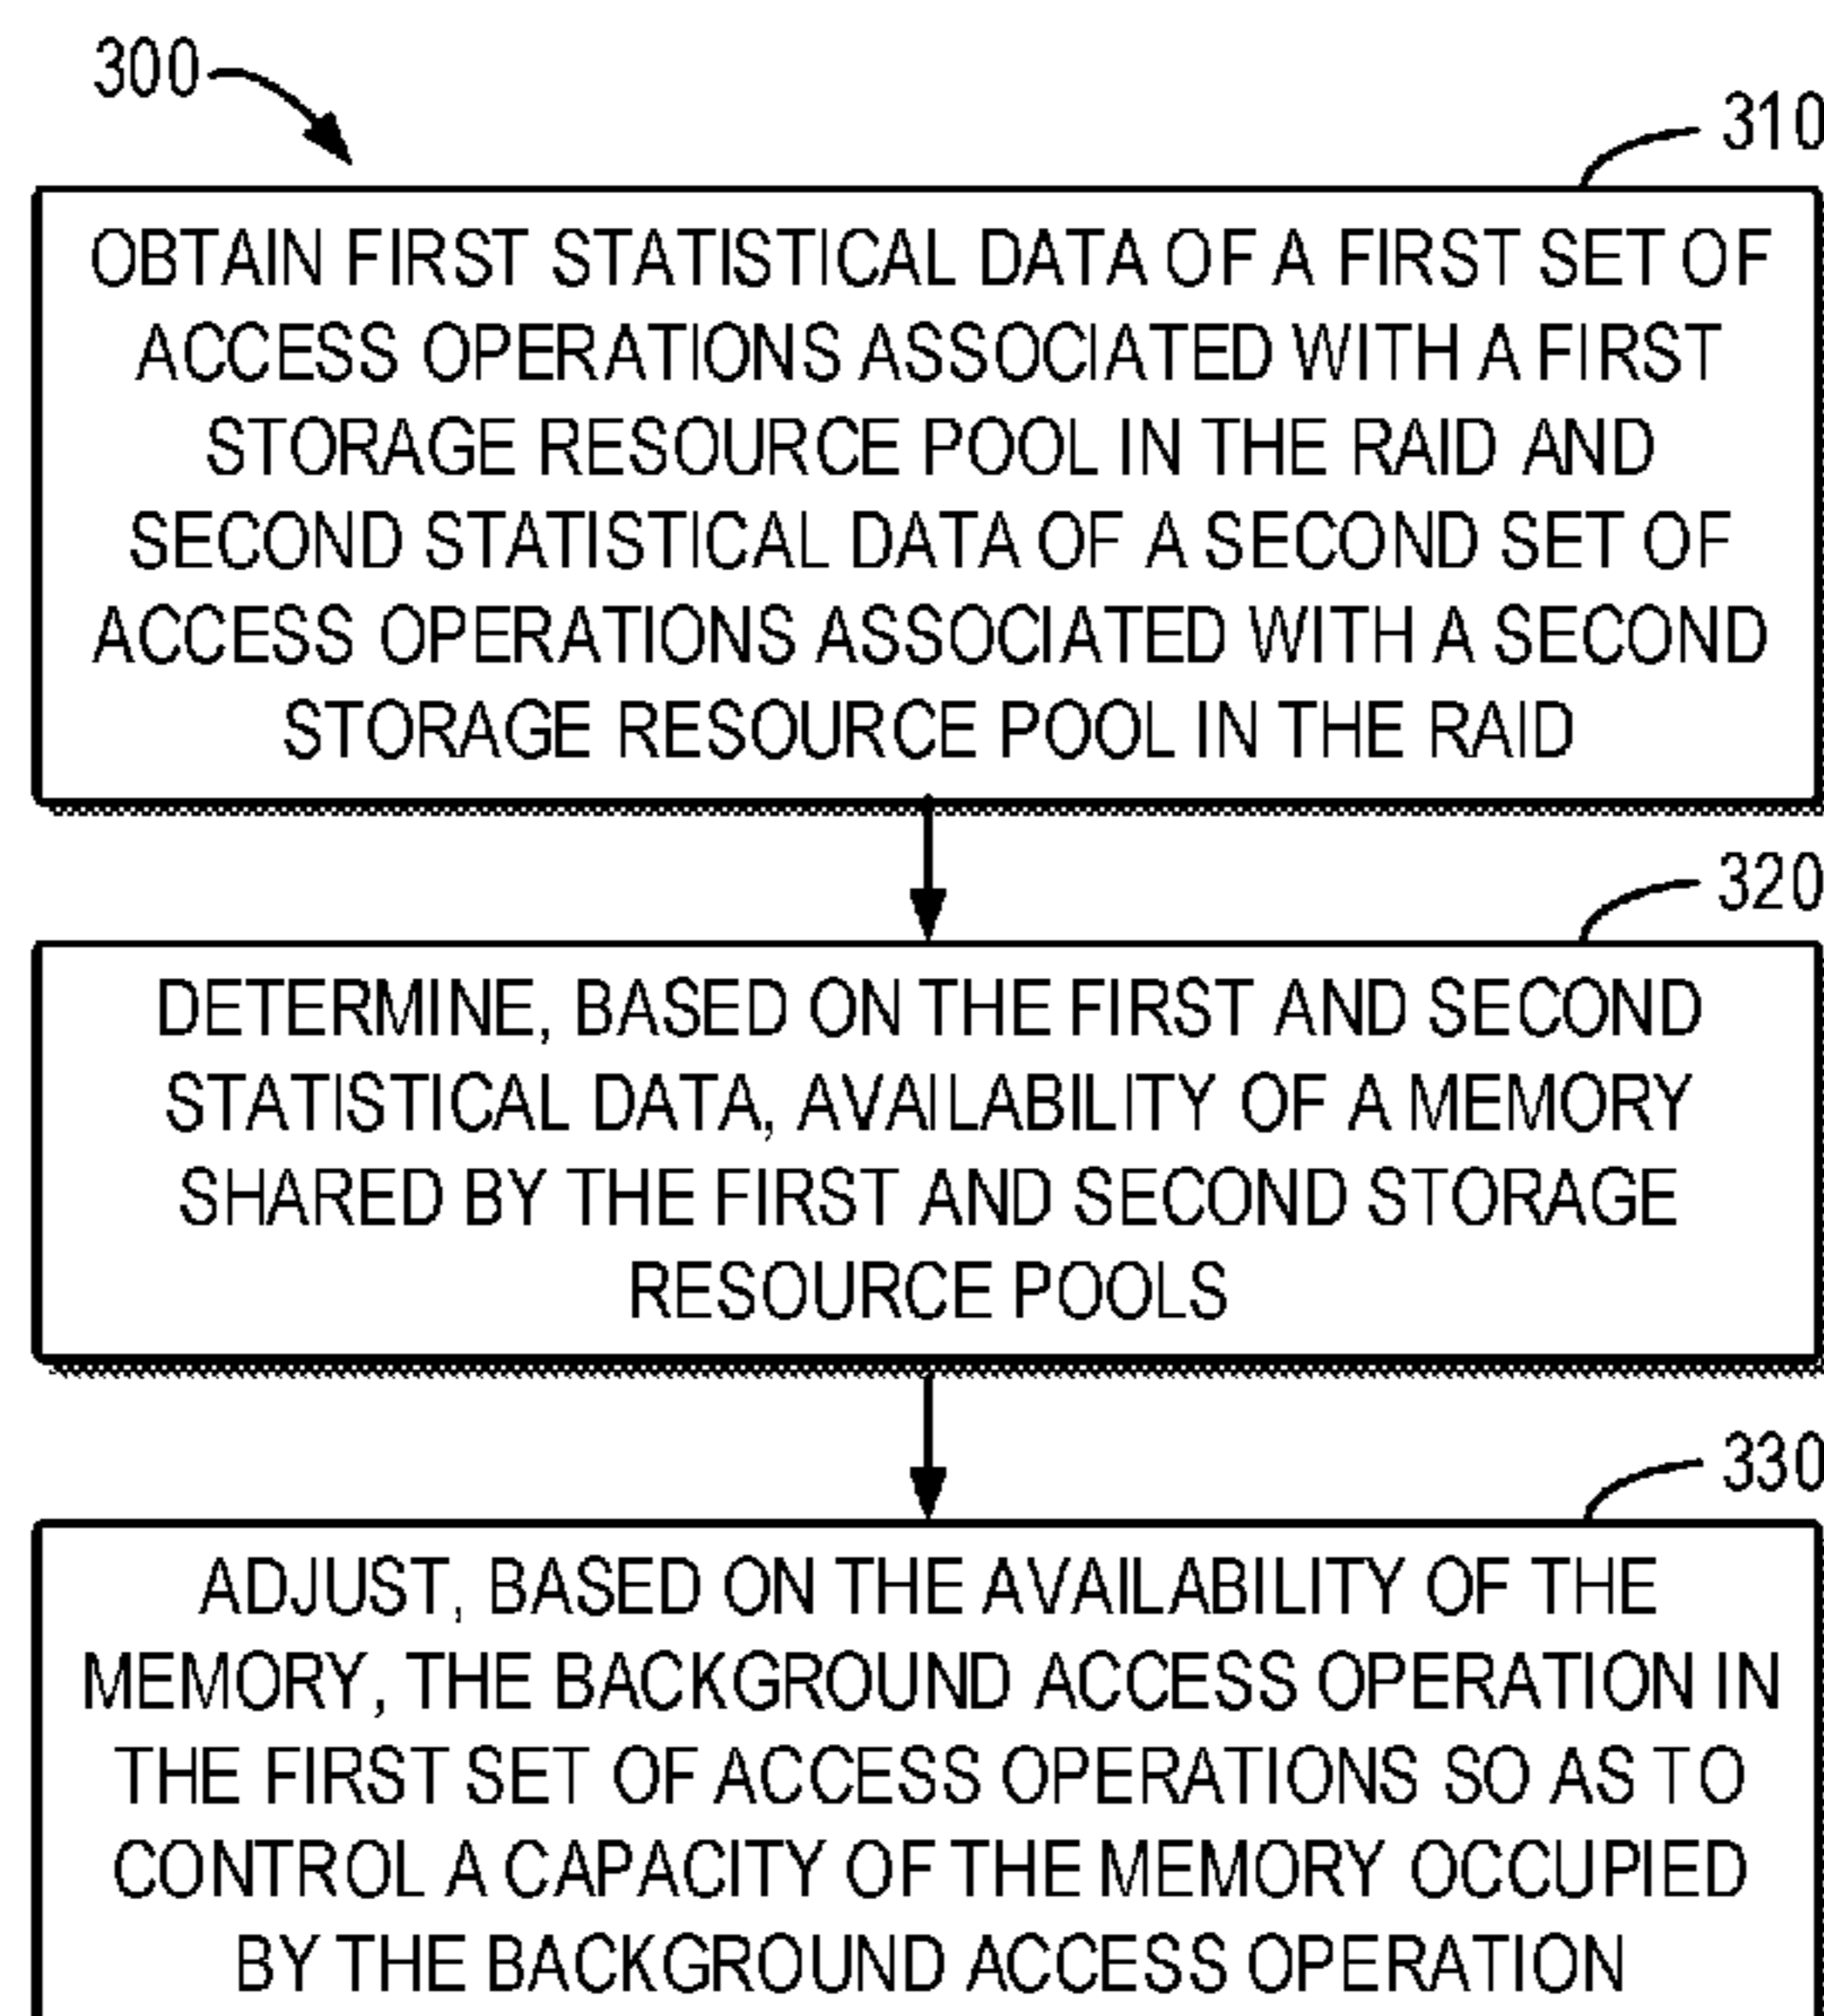 300
310
OBTAIN FIRST STATISTICAL DATA OF A FIRST SET OF
ACCESS OPERATIONS ASSOCIATED WITH A FIRST
STORAGE RESOURCE POOL IN THE RAID AND
SECOND STATISTICAL DATA OF A SECOND SET OF
ACCESS OPERATIONS ASSOCIATED WITH A SECOND
STORAGE RESOURCE POOL IN THE RAID
320
DETERMINE, BASED ON THE FIRST AND SECOND
STATISTICAL DATA, AVAILABILITY OF A MEMORY
SHARED BY THE FIRST AND SECOND STORAGE
RESOURCE POOLS
330
ADJUST, BASED ON THE AVAILABILITY OF THE
MEMORY, THE BACKGROUND ACCESS OPERATION IN
THE FIRST SET OF ACCESS OPERATIONS SO AS TO
CONTROL A CAPACITY OF THE MEMORY OCCUPIED
BY THE BACKGROUND ACCESS OPERATION